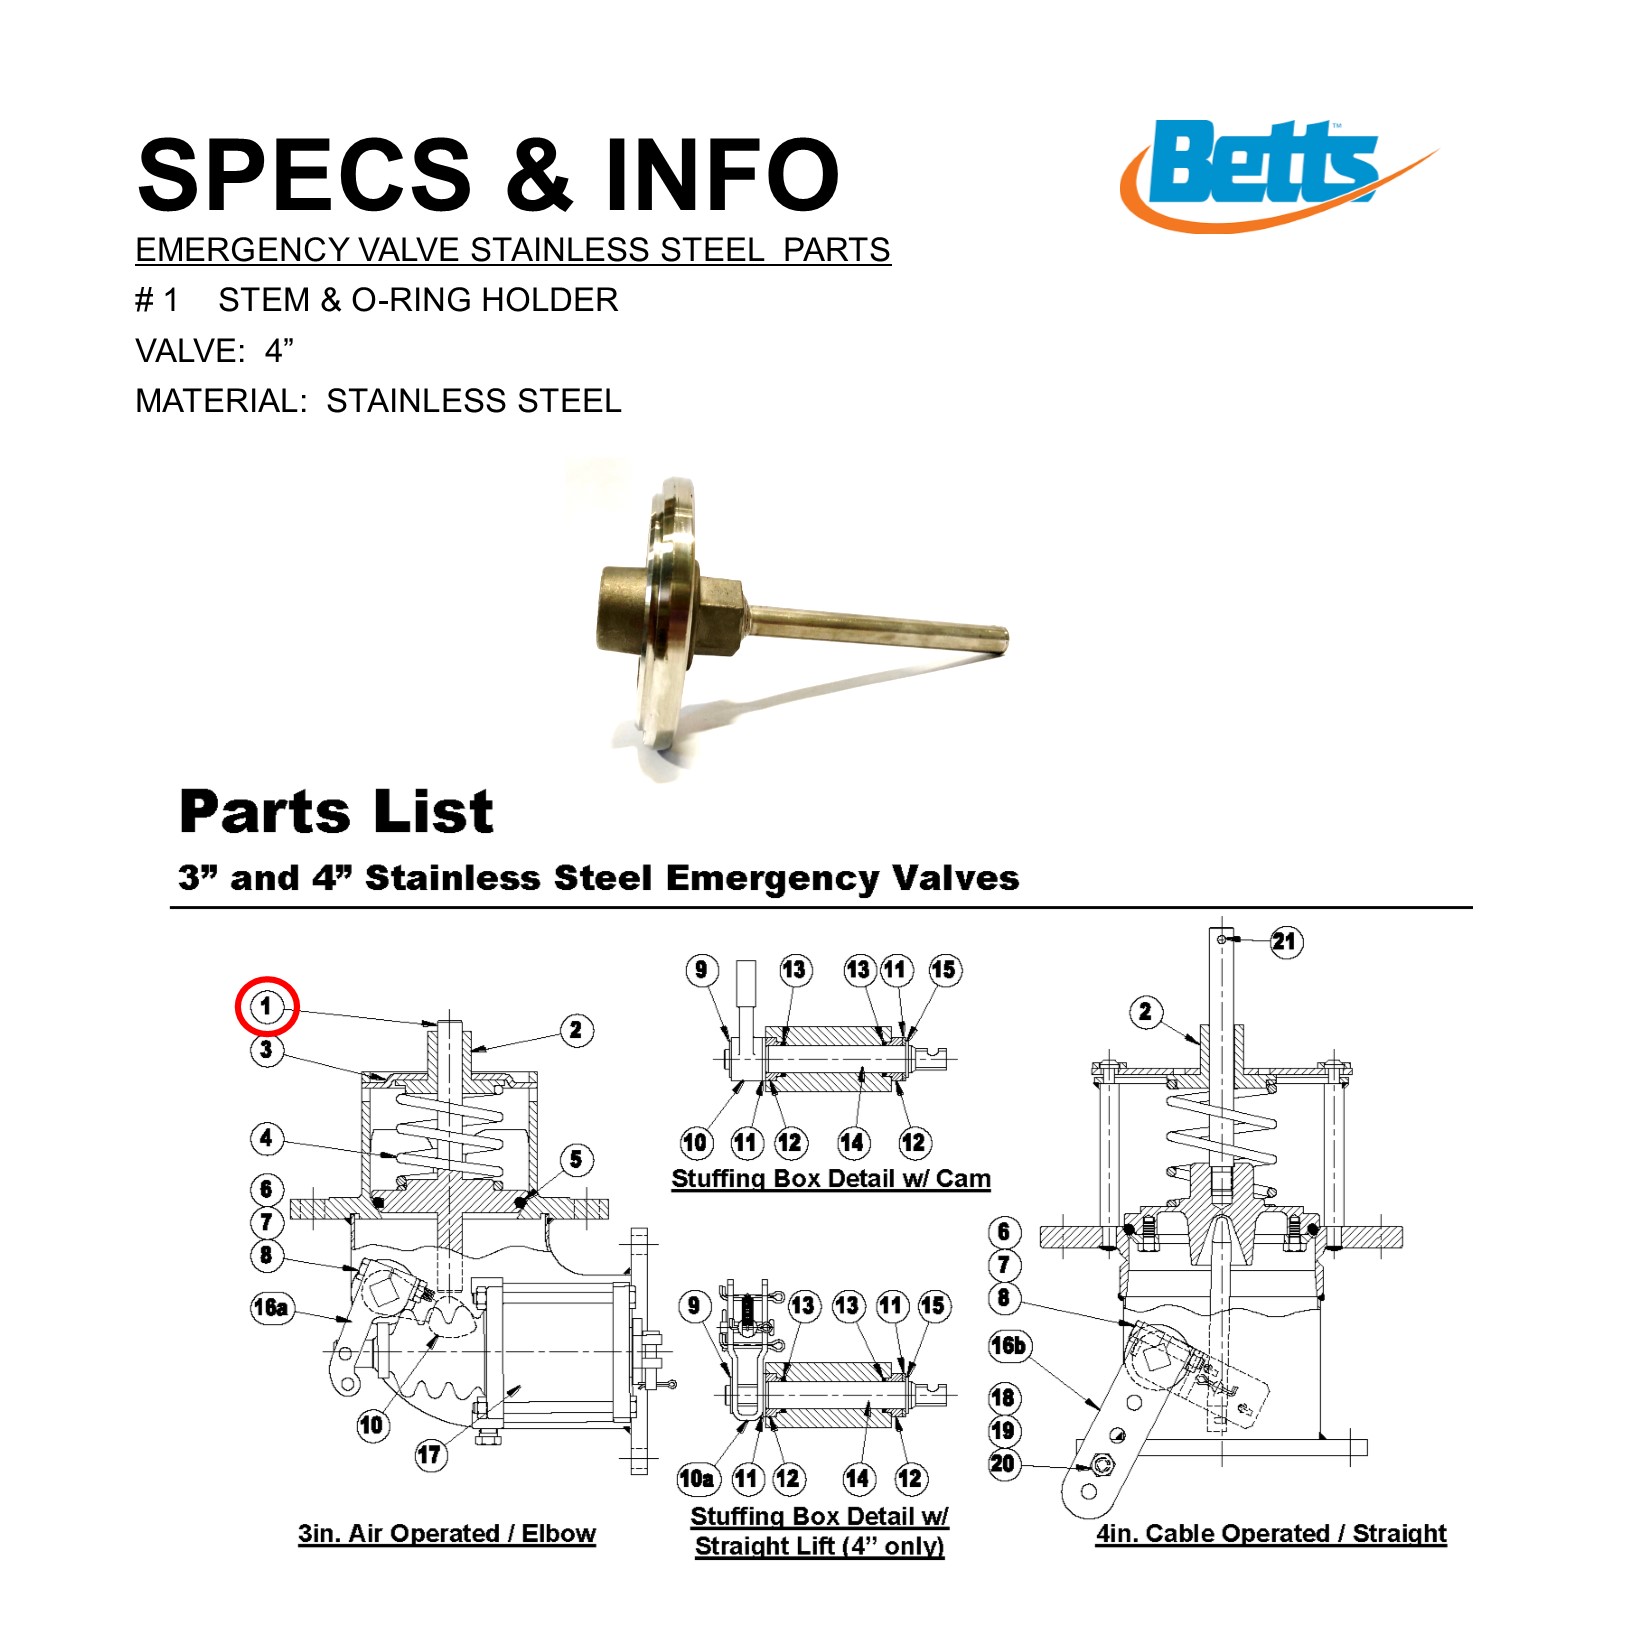 SPECS & INFO
Betts™
EMERGENCY VALVE STAINLESS STEEL  PARTS
# 1    STEM & O-RING HOLDER
VALVE:  4”
MATERIAL:  STAINLESS STEEL
Parts List
3” and 4” Stainless Steel Emergency Valves
1
2
3
4
5
6
7
8
16a
10
17
3in. Air Operated / Elbow
9
13
13
11
15
10
11
12
14
12
Stuffing Box Detail w/ Cam
9
13
13
11
15
10a
11
12
14
12
Stuffing Box Detail w/
Straight Lift (4” only)
21
2
6
7
8
16b
18
19
20
4in. Cable Operated / Straight